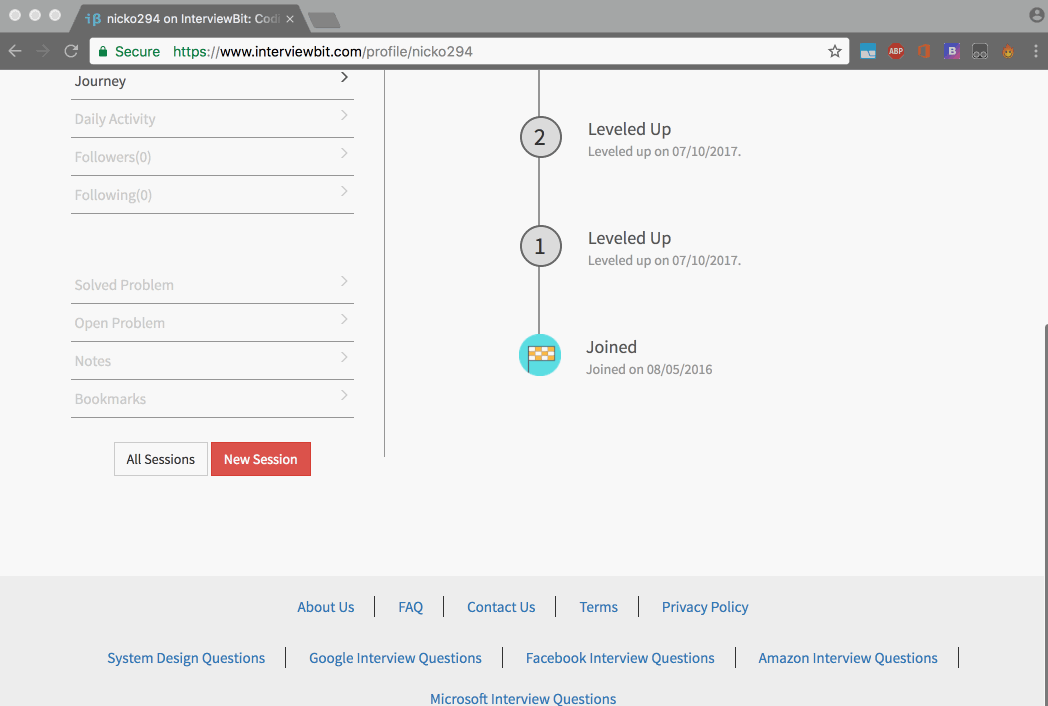 nicko294 on InterviewBit: Codi
Secure https://www.interviewbit.com/profile/nicko294
ABP
B
Journey
Daily Activity
Followers(0)
Following(0)
Solved Problem
Open Problem
Notes
Bookmarks
All Sessions New Session
2 Leveled Up
Leveled up on 07/10/2017.
1 Leveled Up
Leveled up on 07/10/2017.
Joined
Joined on 08/05/2016
About Us FAQ Contact Us Terms Privacy Policy
System Design Questions Google Interview Questions Facebook Interview Questions Amazon Interview Questions
Microsoft Interview Questions